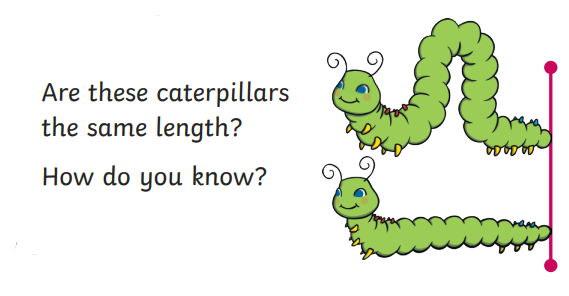 Are these caterpillars
the same length?
How do you know?